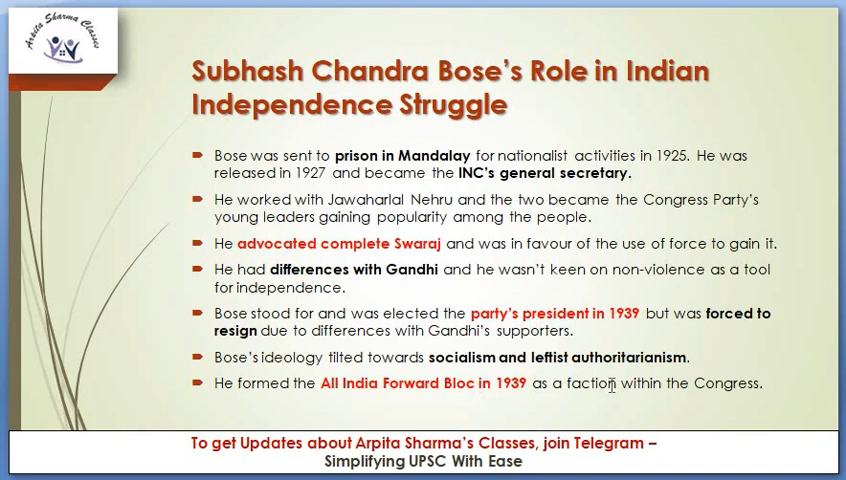 Arpita Sharma Classes
Subhash Chandra Bose's Role in Indian
Independence Struggle
Bose was sent to prison in Mandalay for nationalist activities in 1925. He was
released in 1927 and became the INC's general secretary.
He worked with Jawaharlal Nehru and the two became the Congress Party's
young leaders gaining popularity among the people.
He advocated complete Swaraj and was in favour of the use of force to gain it.
He had differences with Gandhi and he wasn't keen on non-violence as a tool
for independence.
Bose stood for and was elected the party's president in 1939 but was forced to
resign due to differences with Gandhi's supporters.
Bose's ideology tilted towards socialism and leftist authoritarianism.
He formed the All India Forward Bloc in 1939 as a faction within the Congress.
To get Updates about Arpita Sharma's Classes, join Telegram –
Simplifying UPSC With Ease